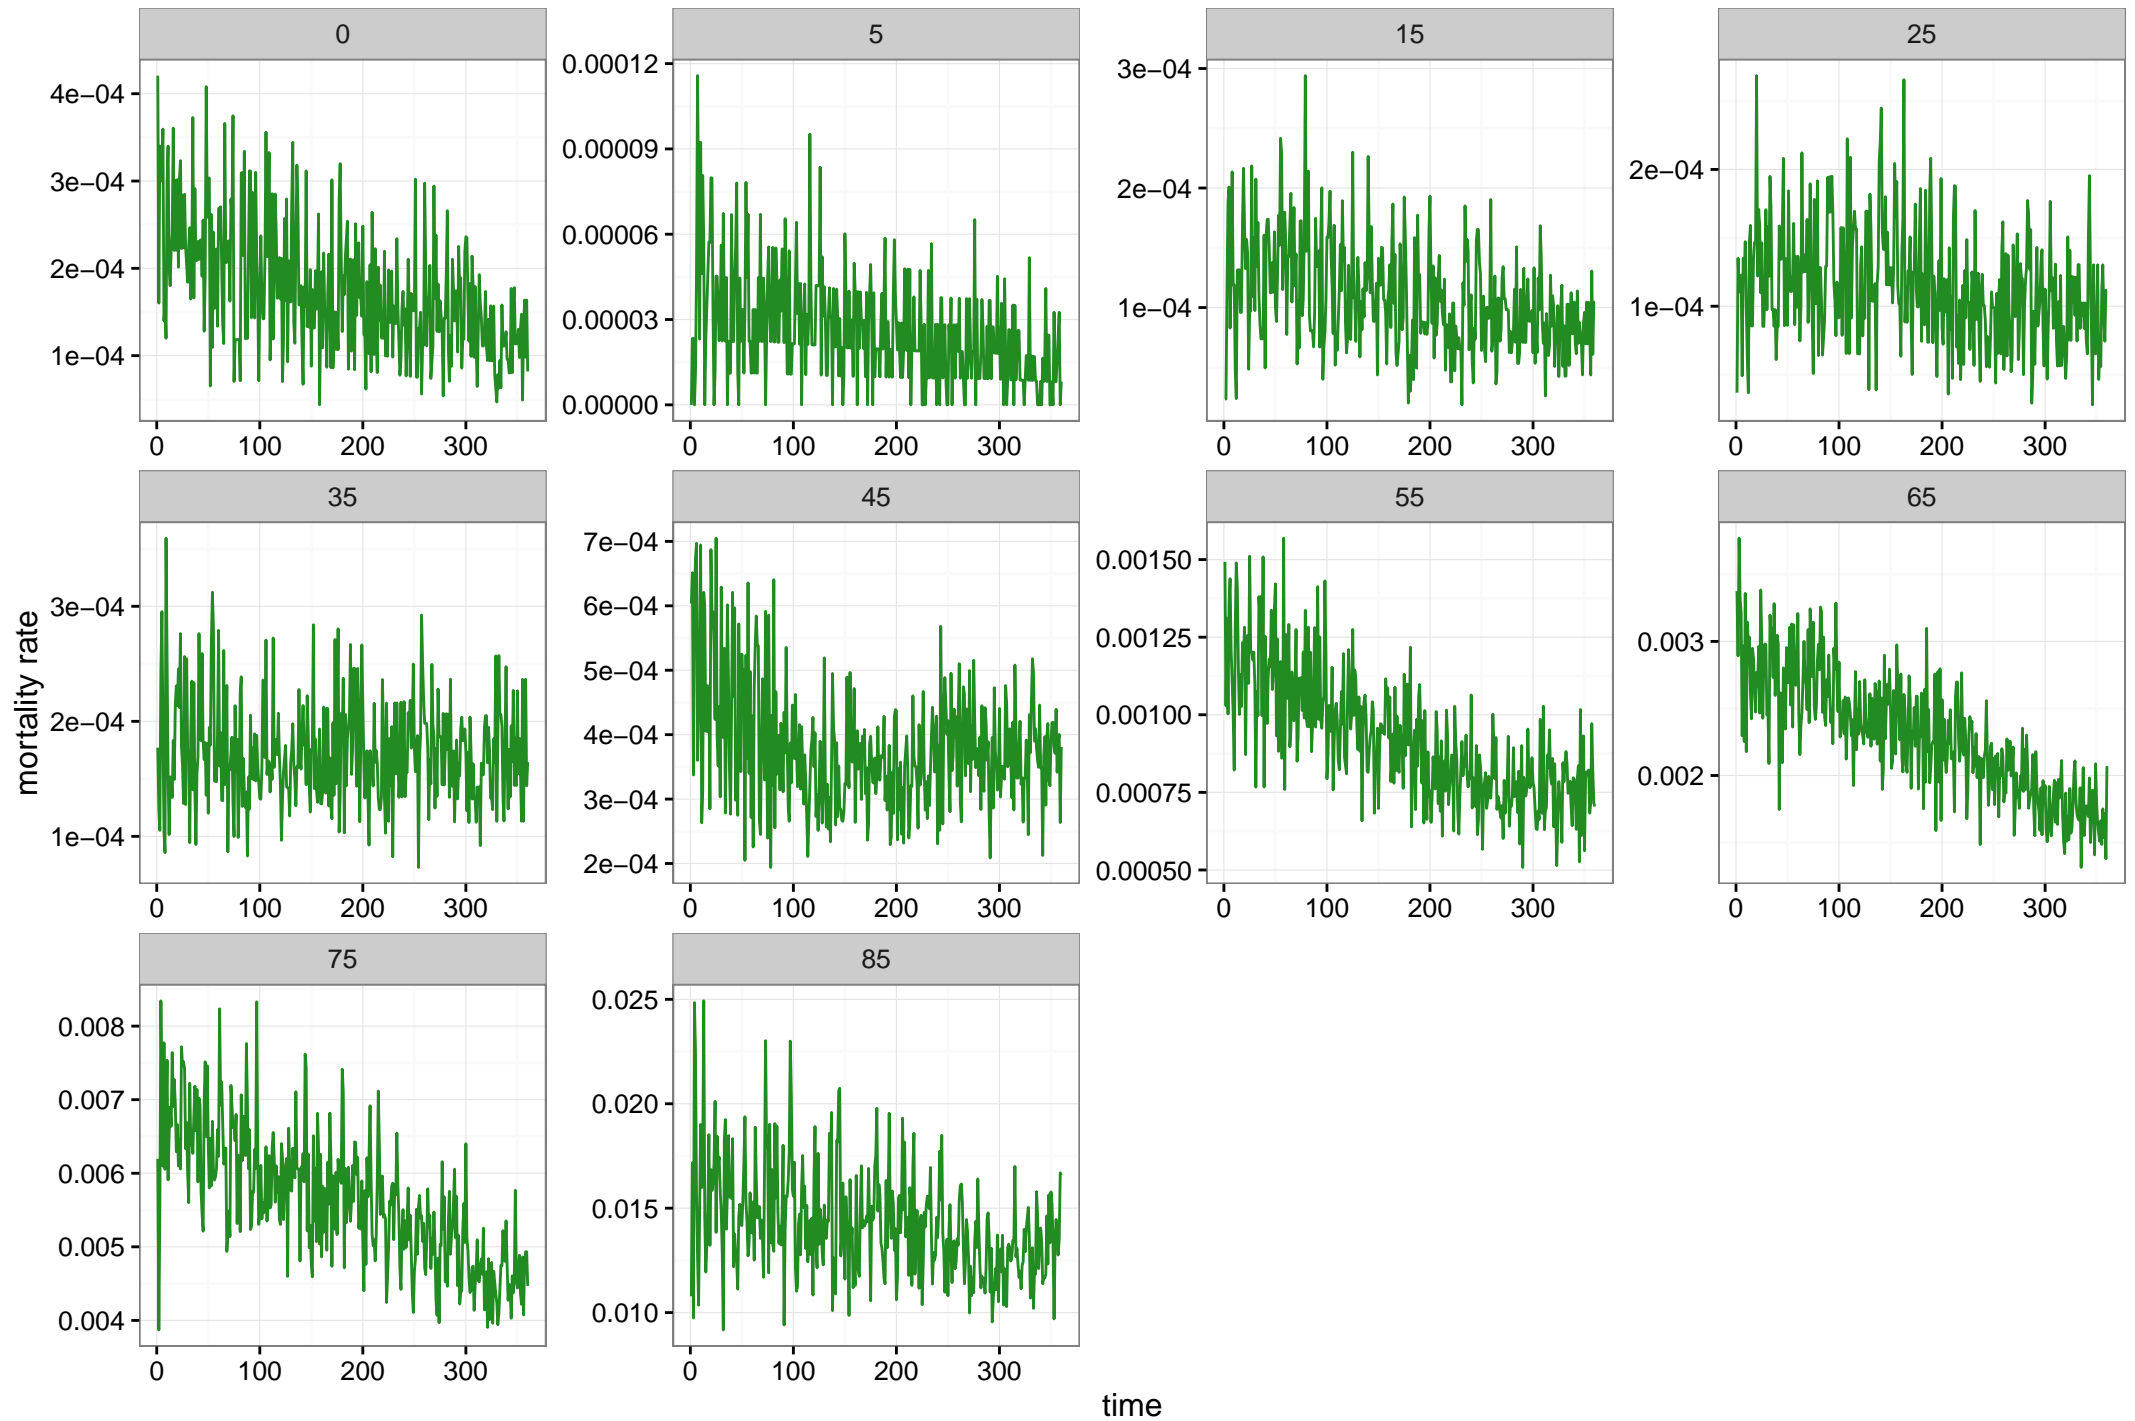 0
5
15
25
4e−04
3e−04
2e−04
1e−04
0.00012
0.00009
0.00006
0.00003
0.00000
3e−04
2e−04
1e−04
2e−04
1e−04
0 100 200 300
0 100 200 300
0 100 200 300
0 100 200 300
35
45
55
65
mortality rate
3e−04
2e−04
1e−04
7e−04
6e−04
5e−04
4e−04
3e−04
2e−04
0.00150
0.00125
0.00100
0.00075
0.00050
0.003
0.002
0 100 200 300
0 100 200 300
0 100 200 300
0 100 200 300
75
85
0.008
0.007
0.006
0.005
0.004
0.025
0.020
0.015
0.010
0 100 200 300
0 100 200 300
time